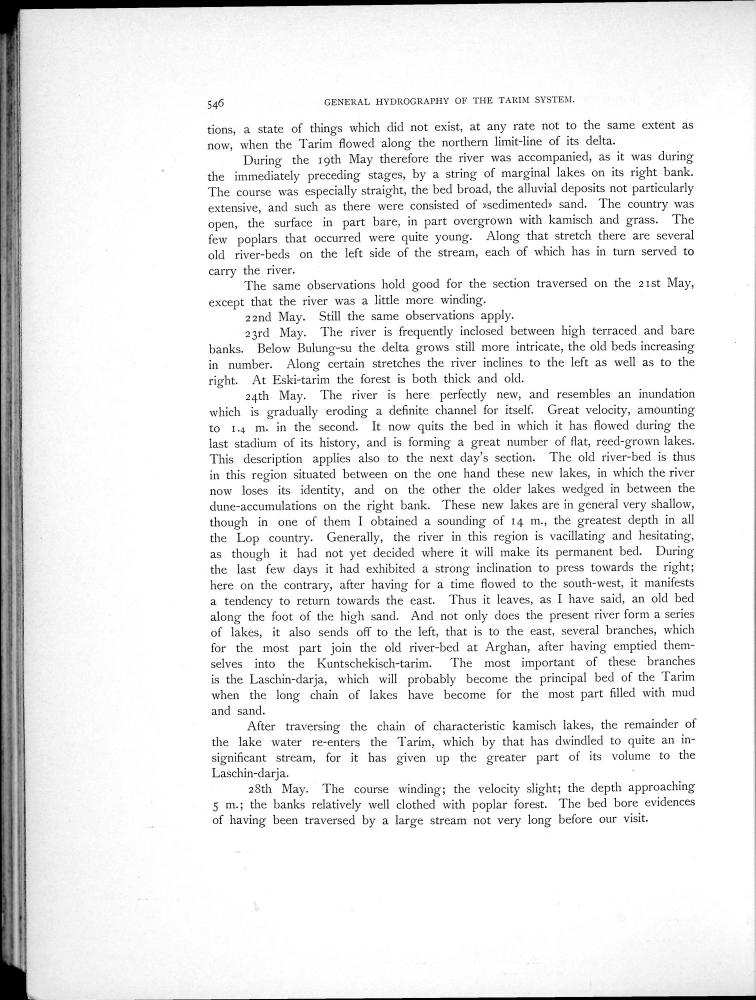 546 GENERAL HYDROGRAPHY OF THE TARIM SYSTEM.
tions, a state of things which did not exist, at any rate not to the same extent as
now, when the Tarim flowed along the northern limit-line of its delta.
During the 19th May therefore the river was accompanied, as it was during
the immediately preceding stages, by a string of marginal lakes on its right bank.
The course was especially straight, the bed broad, the alluvial deposits not particularly
extensive, and such as there were consisted of »sedimented» sand. The country was
open, the surface in part bare, in part overgrown with kamisch and grass. The
few poplars that occurred were quite young. Along that stretch there are several
old river-beds on the left side of the stream, each of which has in turn served to
carry the river.
The same observations hold good for the section traversed on the 21st May,
except that the river was a little more winding.
22nd May. Still the same observations apply.
23rd May. The river is frequently inclosed between high terraced and bare
banks. Below Bulung-su the delta grows still more intricate, the old beds increasing
in number. Along certain stretches the river inclines to the left as well as to the
right. At Eski-tarim the forest is both thick and old.
24th May. The river is here perfectly new, and resembles an inundation
which is gradually eroding a definite channel for itself. Great velocity, amounting
to 1.4 m. in the second. It now quits the bed in which it has flowed during the
last stadium of its history, and is forming a great number of flat, reed-grown lakes.
This description applies also to the next day's section. The old river-bed is thus
in this region situated between on the one hand these new lakes, in which the river
now loses its identity, and on the other the older lakes wedged in between the
dune-accumulations on the right bank. These new lakes are in general very shallow,
though in one of them I obtained a sounding of 14 m., the greatest depth in all
the Lop country. Generally, the river in this region is vacillating and hesitating,
as though it had not yet decided where it will make its permanent bed. During
the last few days it had exhibited a strong inclination to press towards the right;
here on the contrary, after having for a time flowed to the south-west, it manifests
a tendency to return towards the east. Thus it leaves, as I have said, an old bed
along the foot of the high sand. And not only does the present river form a series
of lakes, it also sends off to the left, that is to the east, several branches, which
for the most part join the old river-bed at Arghan, after having emptied them-
selves into the Kuntschekisch-tarim. The most important of these branches
is the Laschin-darja, which will probably become the principal bed of the Tarim
when the long chain of lakes have become for the most part filled with mud
and sand.
After traversing the chain of characteristic kamisch lakes, the remainder of
the lake water re-enters the Tarim, which by that has dwindled to quite an in-
significant stream, for it has given up the greater part of its volume to the
Laschin-darja.
28th May. The course winding; the velocity slight; the depth approaching
5 m.; the banks relatively well clothed with poplar forest. The bed bore evidences
of having been traversed by a large stream not very long before our visit.